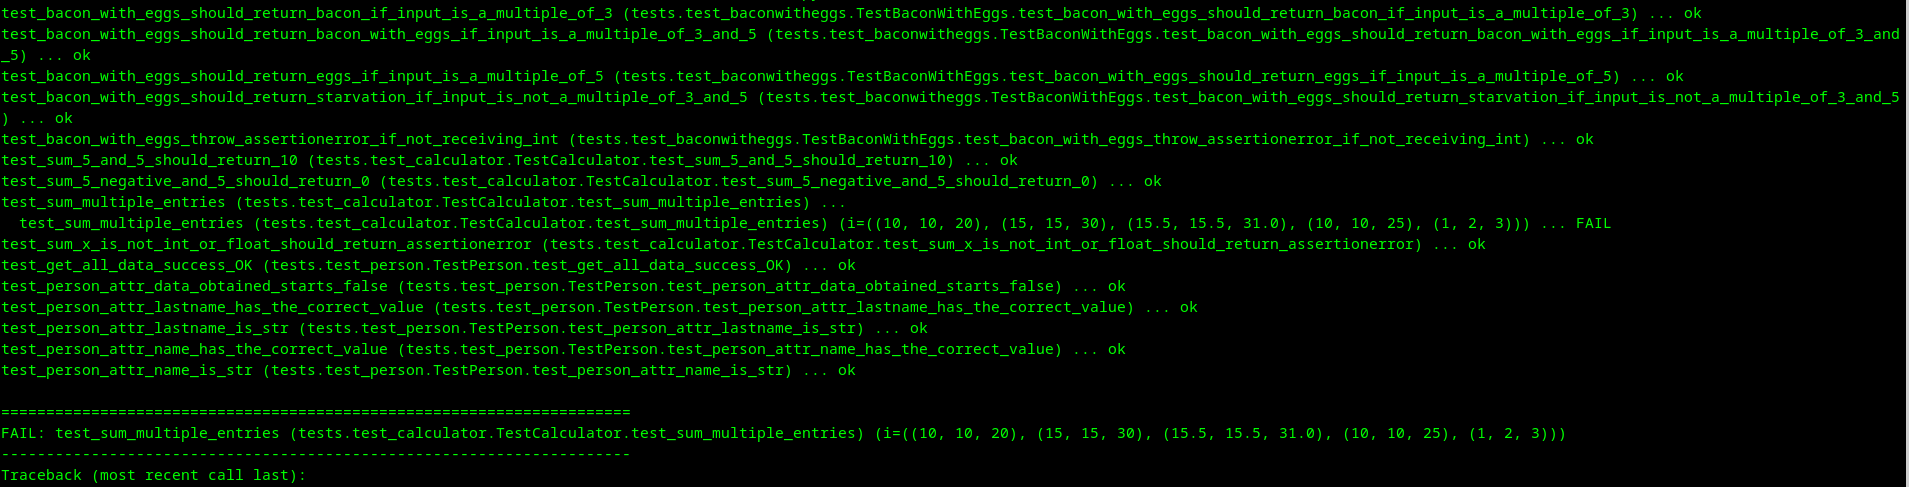 test_bacon_with_eggs_should_return_bacon_if_input_is_a_multiple_of_3 (tests.test_baconwitheggs.TestBaconWithEggs.test_bacon_with_eggs_should_return_bacon_if_input_is_a_multiple_of_3) ... ok
test_bacon_with_eggs_should_return_bacon_with_eggs_if_input_is_a_multiple_of_3_and_5 (tests.test_baconwitheggs.TestBaconWithEggs.test_bacon_with_eggs_should_return_bacon_with_eggs_if_input_is_a_multiple_of_3_and
_5) ... ok
test_bacon_with_eggs_should_return_eggs_if_input_is_a_multiple_of_5 (tests.test_baconwitheggs.TestBaconWithEggs.test_bacon_with_eggs_should_return_eggs_if_input_is_a_multiple_of_5) ... ok
test_bacon_with_eggs_should_return_starvation_if_input_is_not_a_multiple_of_3_and_5 (tests.test_baconwitheggs.TestBaconWithEggs.test_bacon_with_eggs_should_return_starvation_if_input_is_not_a_multiple_of_3_and_5
) ... ok
test_bacon_with_eggs_throw_assertionerror_if_not_receiving_int (tests.test_baconwitheggs.TestBaconWithEggs.test_bacon_with_eggs_throw_assertionerror_if_not_receiving_int) ... ok
test_sum_5_and_5_should_return_10 (tests.test_calculator.TestCalculator.test_sum_5_and_5_should_return_10) ... ok
test_sum_5_negative_and_5_should_return_0 (tests.test_calculator.TestCalculator.test_sum_5_negative_and_5_should_return_0) ... ok
test_sum_multiple_entries (tests.test_calculator.TestCalculator.test_sum_multiple_entries) ...
  test_sum_multiple_entries (tests.test_calculator.TestCalculator.test_sum_multiple_entries) (i=((10, 10, 20), (15, 15, 30), (15.5, 15.5, 31.0), (10, 10, 25), (1, 2, 3))) ... FAIL
test_sum_x_is_not_int_or_float_should_return_assertionerror (tests.test_calculator.TestCalculator.test_sum_x_is_not_int_or_float_should_return_assertionerror) ... ok
test_get_all_data_success_OK (tests.test_person.TestPerson.test_get_all_data_success_OK) ... ok
test_person_attr_data_obtained_starts_false (tests.test_person.TestPerson.test_person_attr_data_obtained_starts_false) ... ok
test_person_attr_lastname_has_the_correct_value (tests.test_person.TestPerson.test_person_attr_lastname_has_the_correct_value) ... ok
test_person_attr_lastname_is_str (tests.test_person.TestPerson.test_person_attr_lastname_is_str) ... ok
test_person_attr_name_has_the_correct_value (tests.test_person.TestPerson.test_person_attr_name_has_the_correct_value) ... ok
test_person_attr_name_is_str (tests.test_person.TestPerson.test_person_attr_name_is_str) ... ok

======================================================================
FAIL: test_sum_multiple_entries (tests.test_calculator.TestCalculator.test_sum_multiple_entries) (i=((10, 10, 20), (15, 15, 30), (15.5, 15.5, 31.0), (10, 10, 25), (1, 2, 3)))
----------------------------------------------------------------------
Traceback (most recent call last):